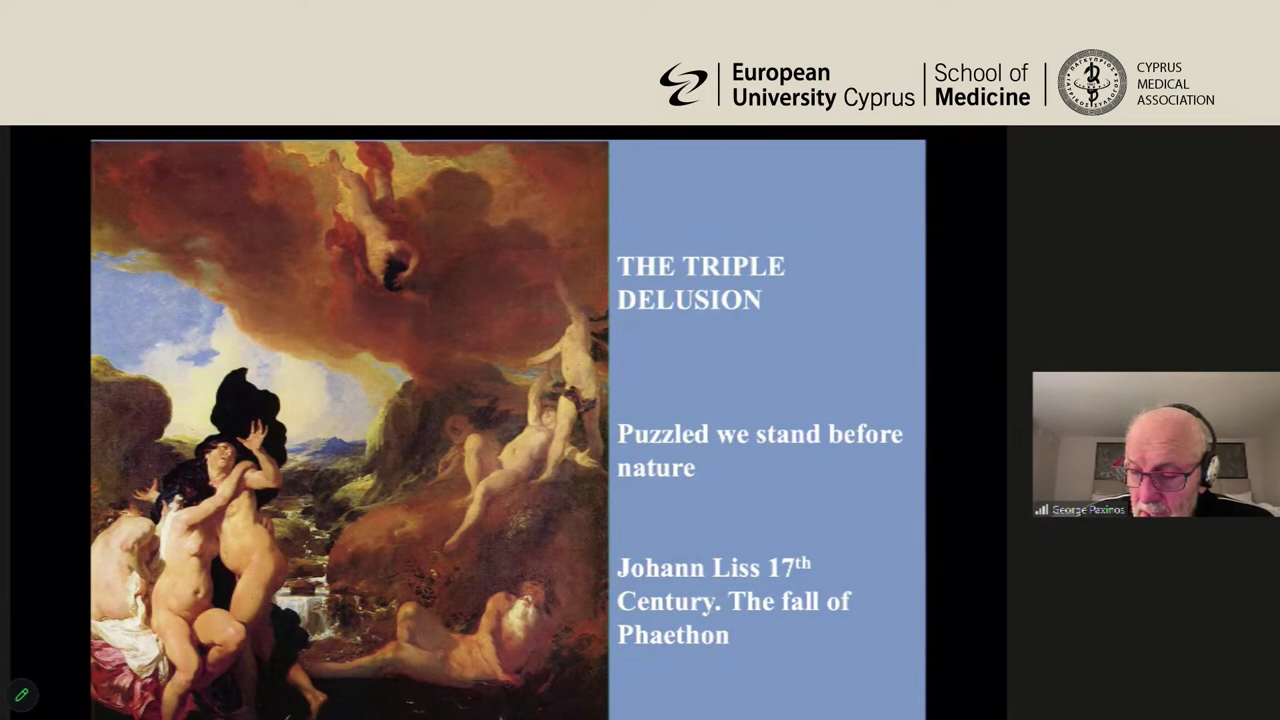 European
University Cyprus
School of
Medicine
CYPRUS
MEDICAL
ASSOCIATION
THE TRIPLE
DELUSION
Puzzled we stand before
nature
Johann Liss 17th
Century. The fall of
Phaethon
George Paxinos